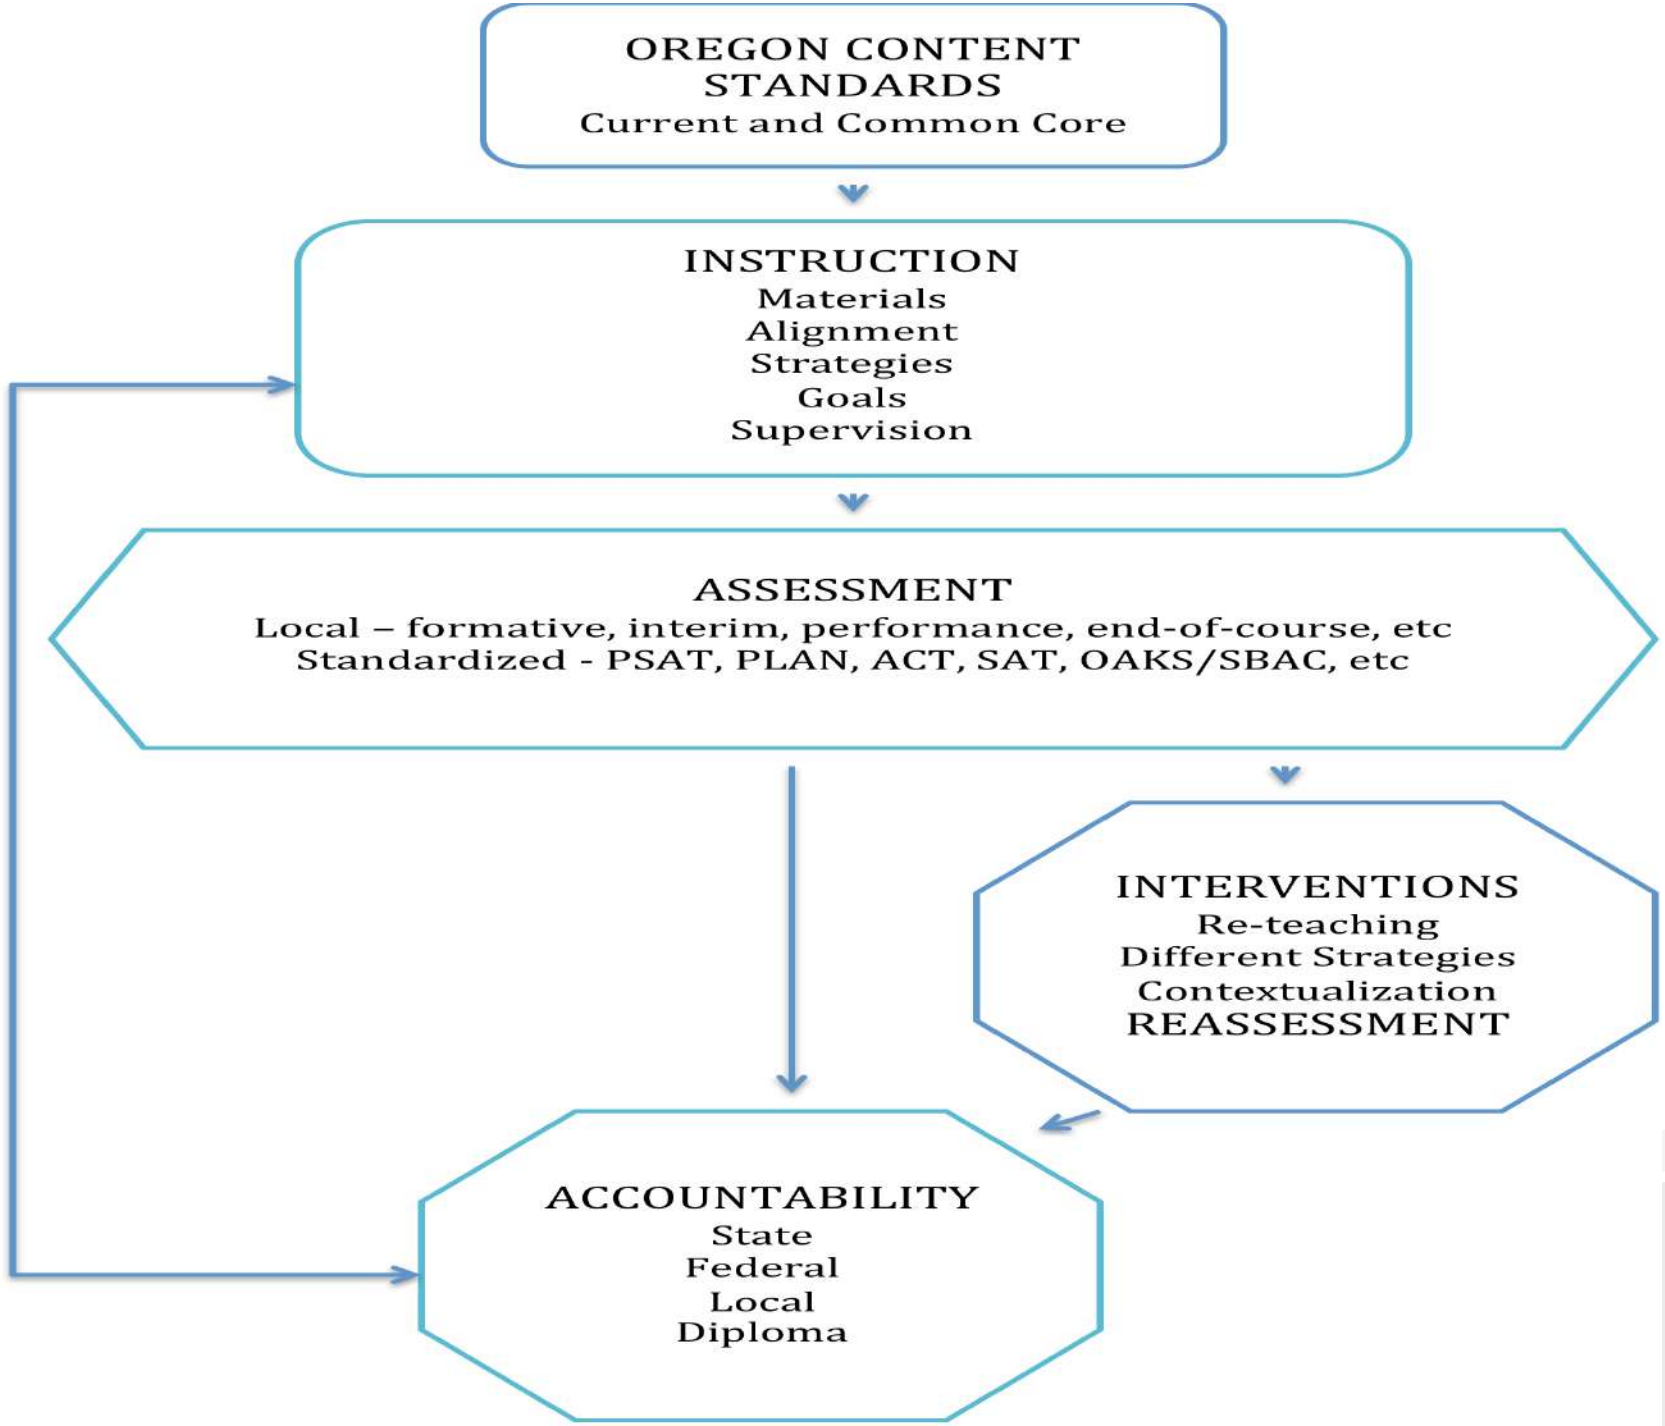 OREGON CONTENT
STANDARDS
Current and Common Core
INSTRUCTION
Materials
Alignment
Strategies
Goals
Supervision
ASSESSMENT
Local – formative, interim, performance, end-of-course, etc
Standardized - PSAT, PLAN, ACT, SAT, OAKS/SBAC, etc
INTERVENTIONS
Re-teaching
Different Strategies
Contextualization
REASSESSMENT
ACCOUNTABILITY
State
Federal
Local
Diploma